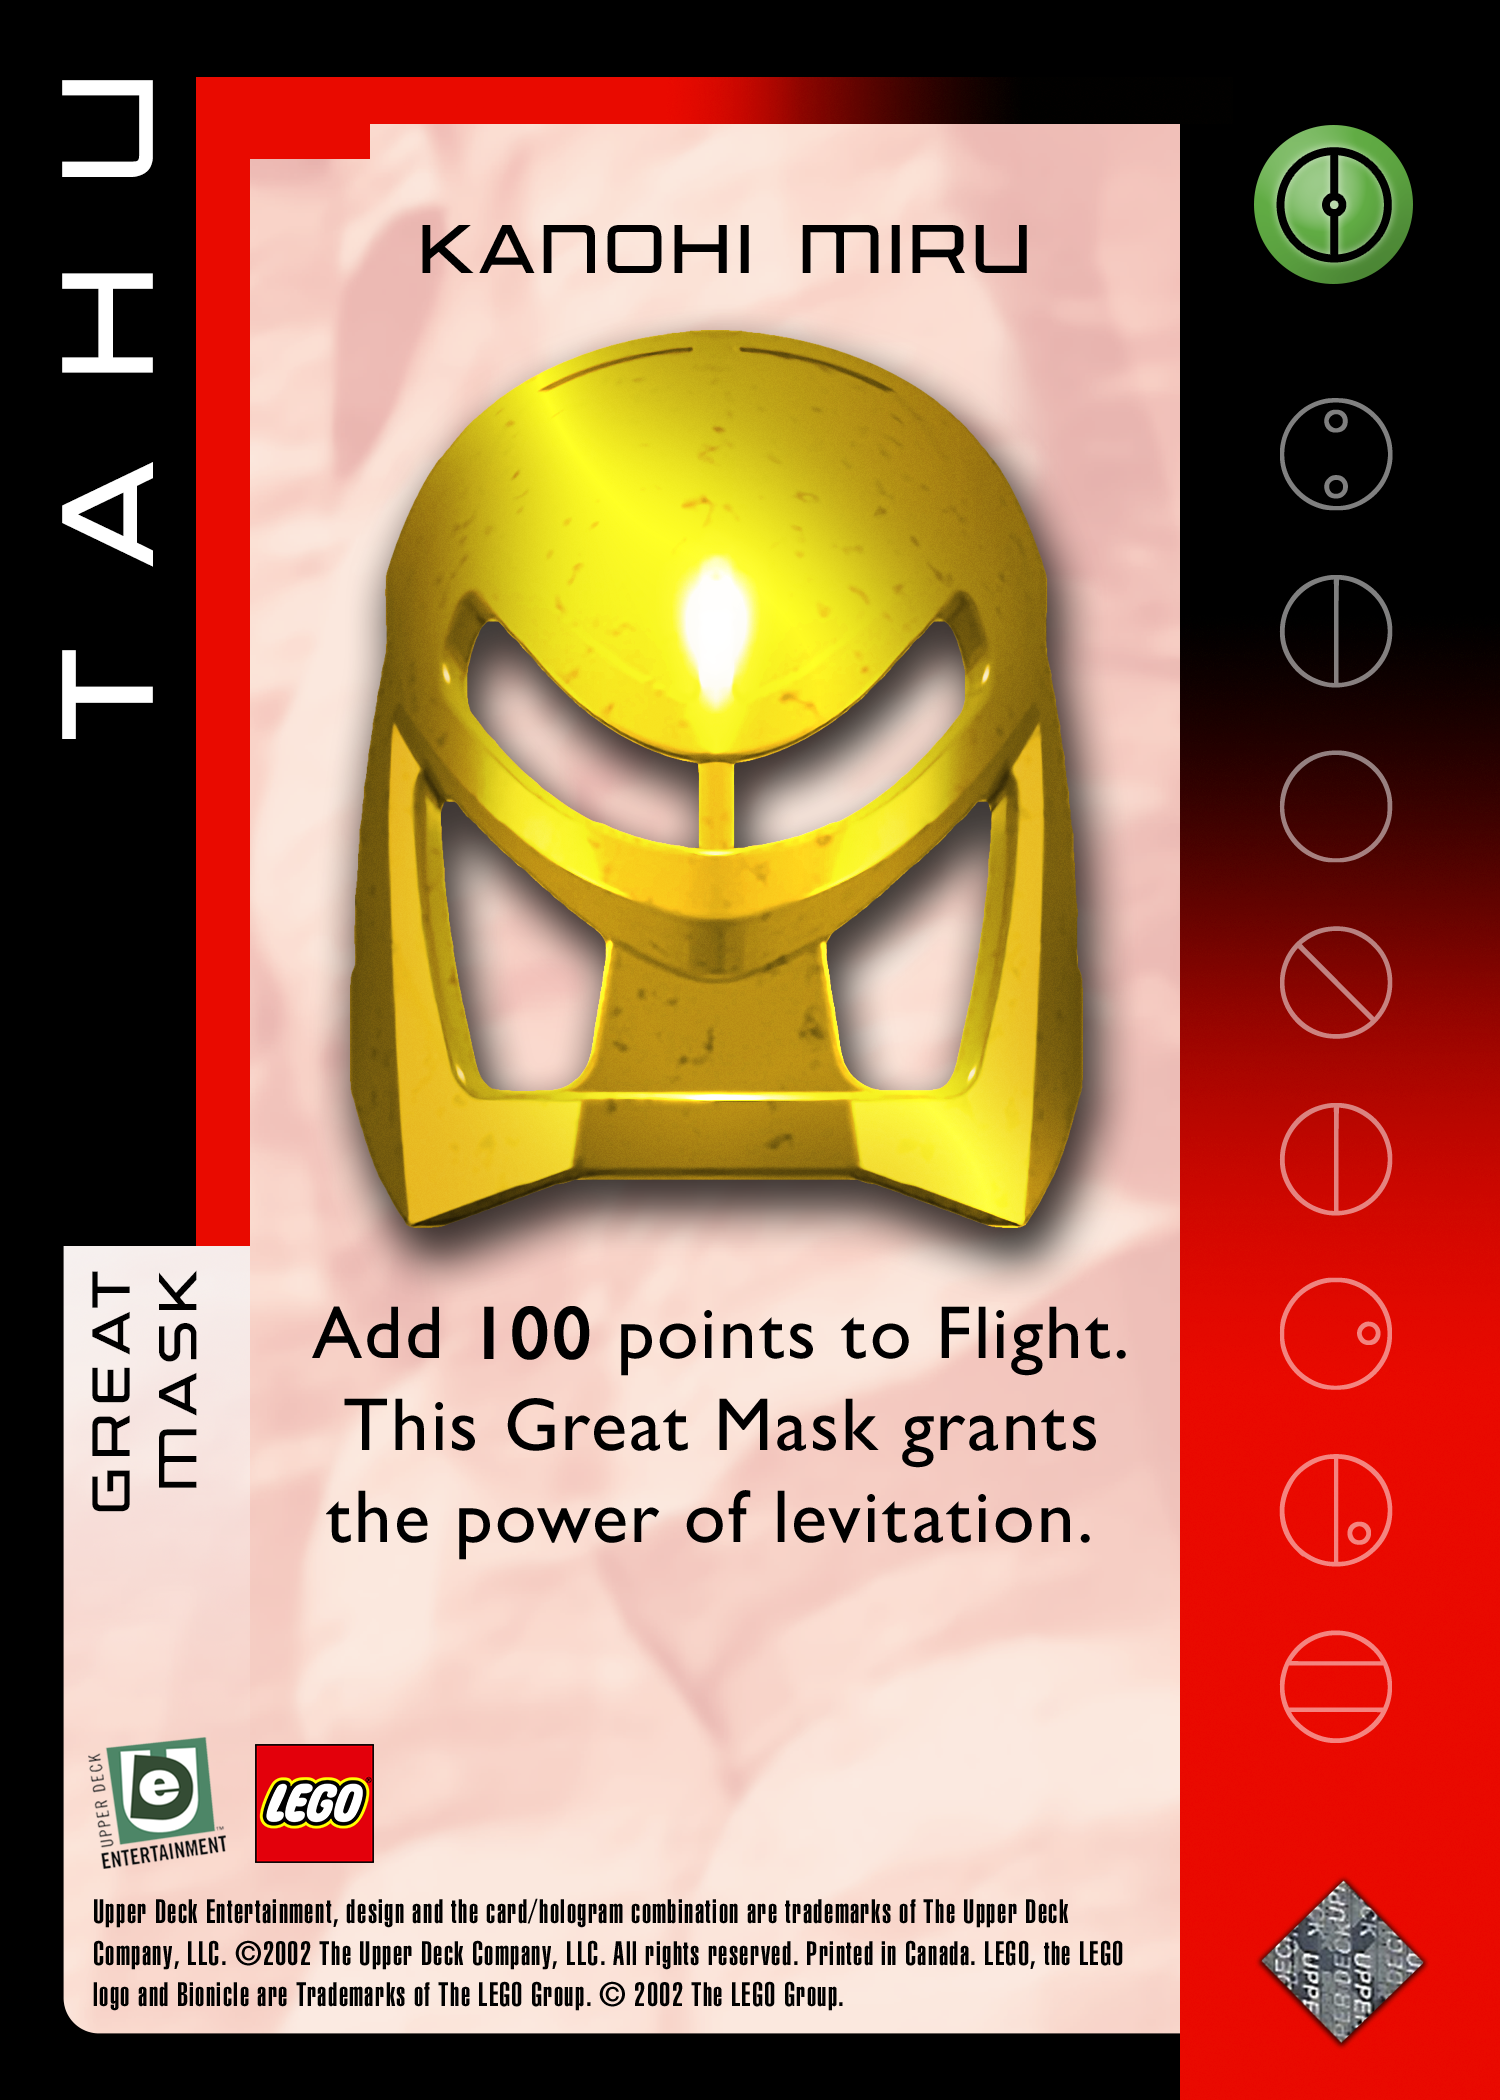 TAHU
KANOHI MIRU
Add 100 points to Flight.
This Great Mask grants
the power of levitation.
GREAT
MASK
UPPER DECK
e
ENTERTAINMENT™
LEGO
Upper Deck Entertainment, design and the card/hologram combination are trademarks of The Upper Deck
Company, LLC. ©2002 The Upper Deck Company, LLC. All rights reserved. Printed in Canada. LEGO, the LEGO
logo and Bionicle are Trademarks of The LEGO Group. © 2002 The LEGO Group.